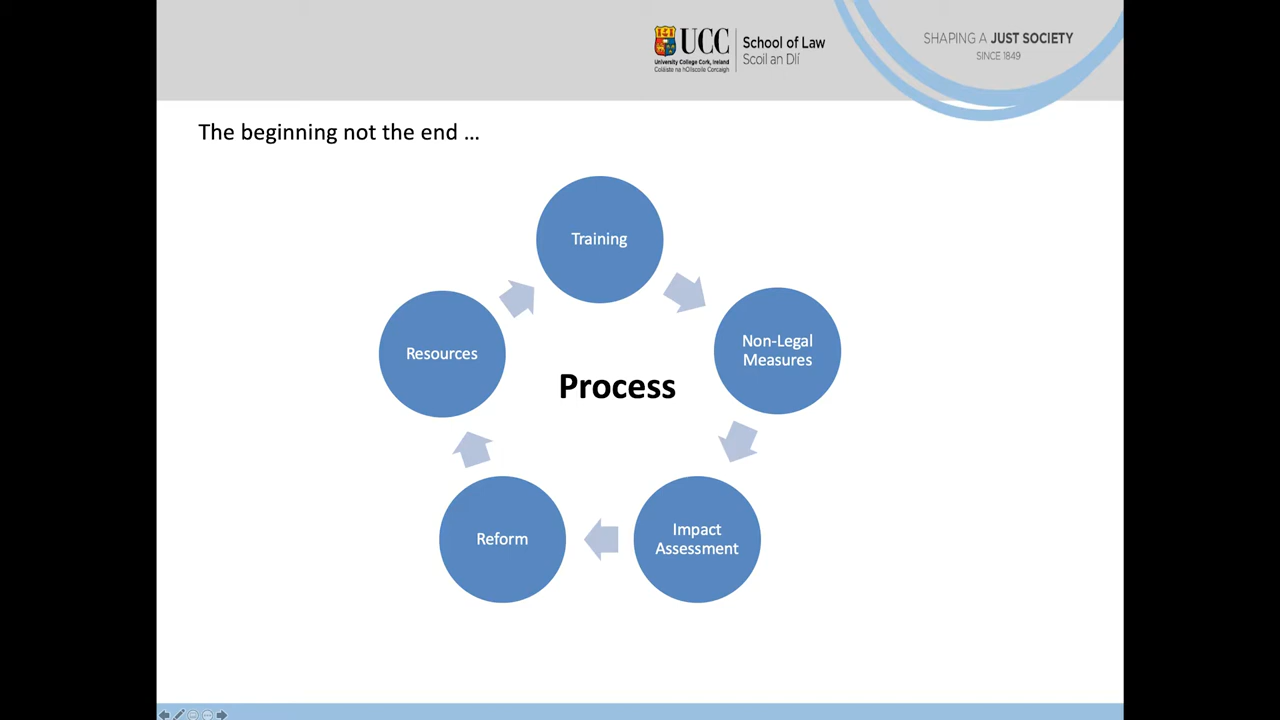 UCC
University College Cork, Ireland
Coláiste na hOllscoile Corcaigh
School of Law
Scoil an Dlí
SHAPING A JUST SOCIETY
SINCE 1849
The beginning not the end ...
Training
Non-Legal
Measures
Resources
Process
Impact
Assessment
Reform